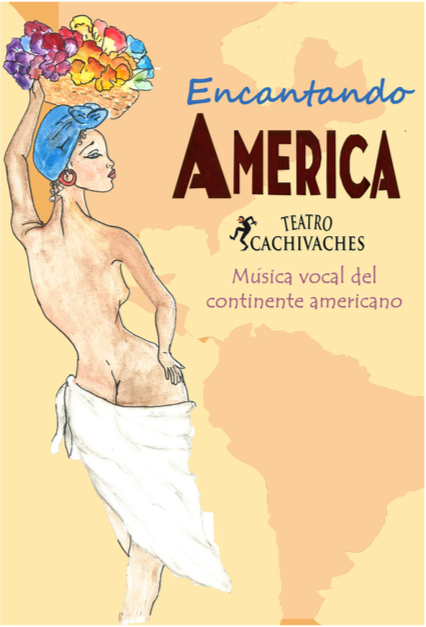 Encantando
AMERICA
TEATRO
CACHIVACHES
Música vocal del
continente americano